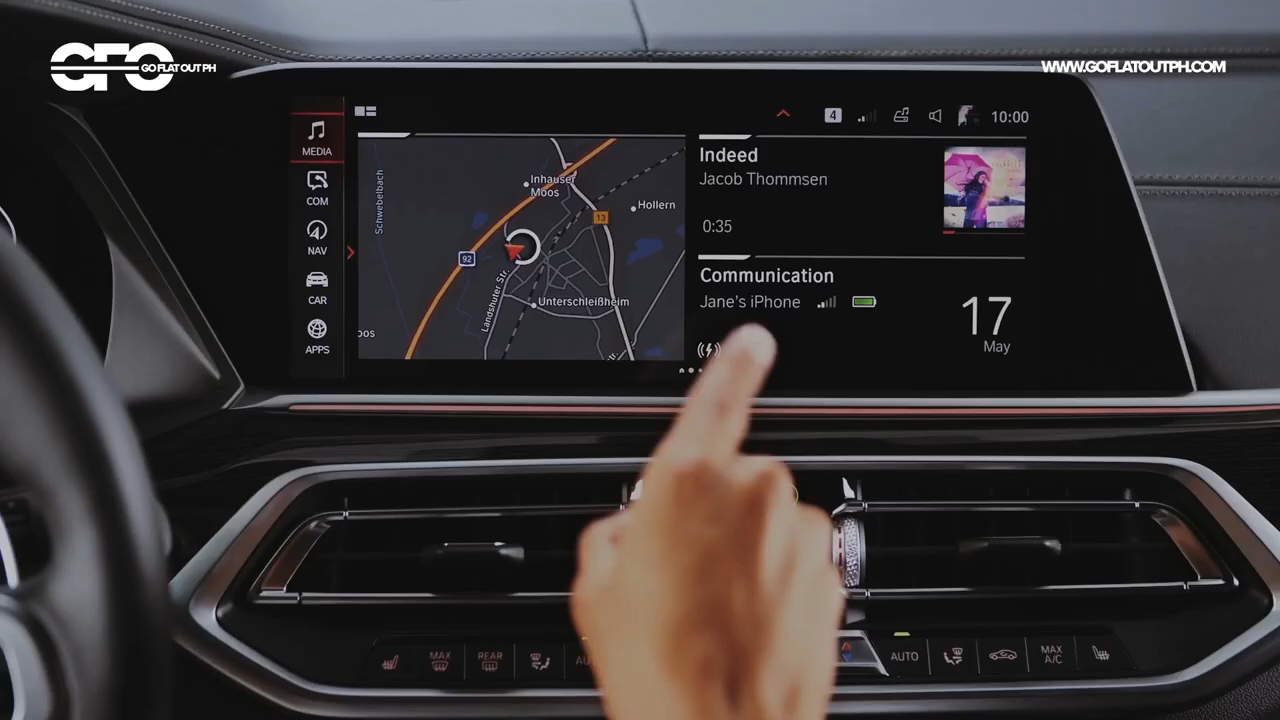 GFO
GO FLAT OUT PH
WWW.GOFLATOUTPH.COM
4
10:00
MEDIA
COM
NAV
CAR
APPS
Schwebelbach
Inhauser
Moos
Hollern
13
92
Landshuter Str.
Unterschleißheim
oos
tr.
Indeed
Jacob Thommsen
0:35
Communication
Jane's iPhone
17
May
MAX
REAR
AU
AUTO
MAX
A/C